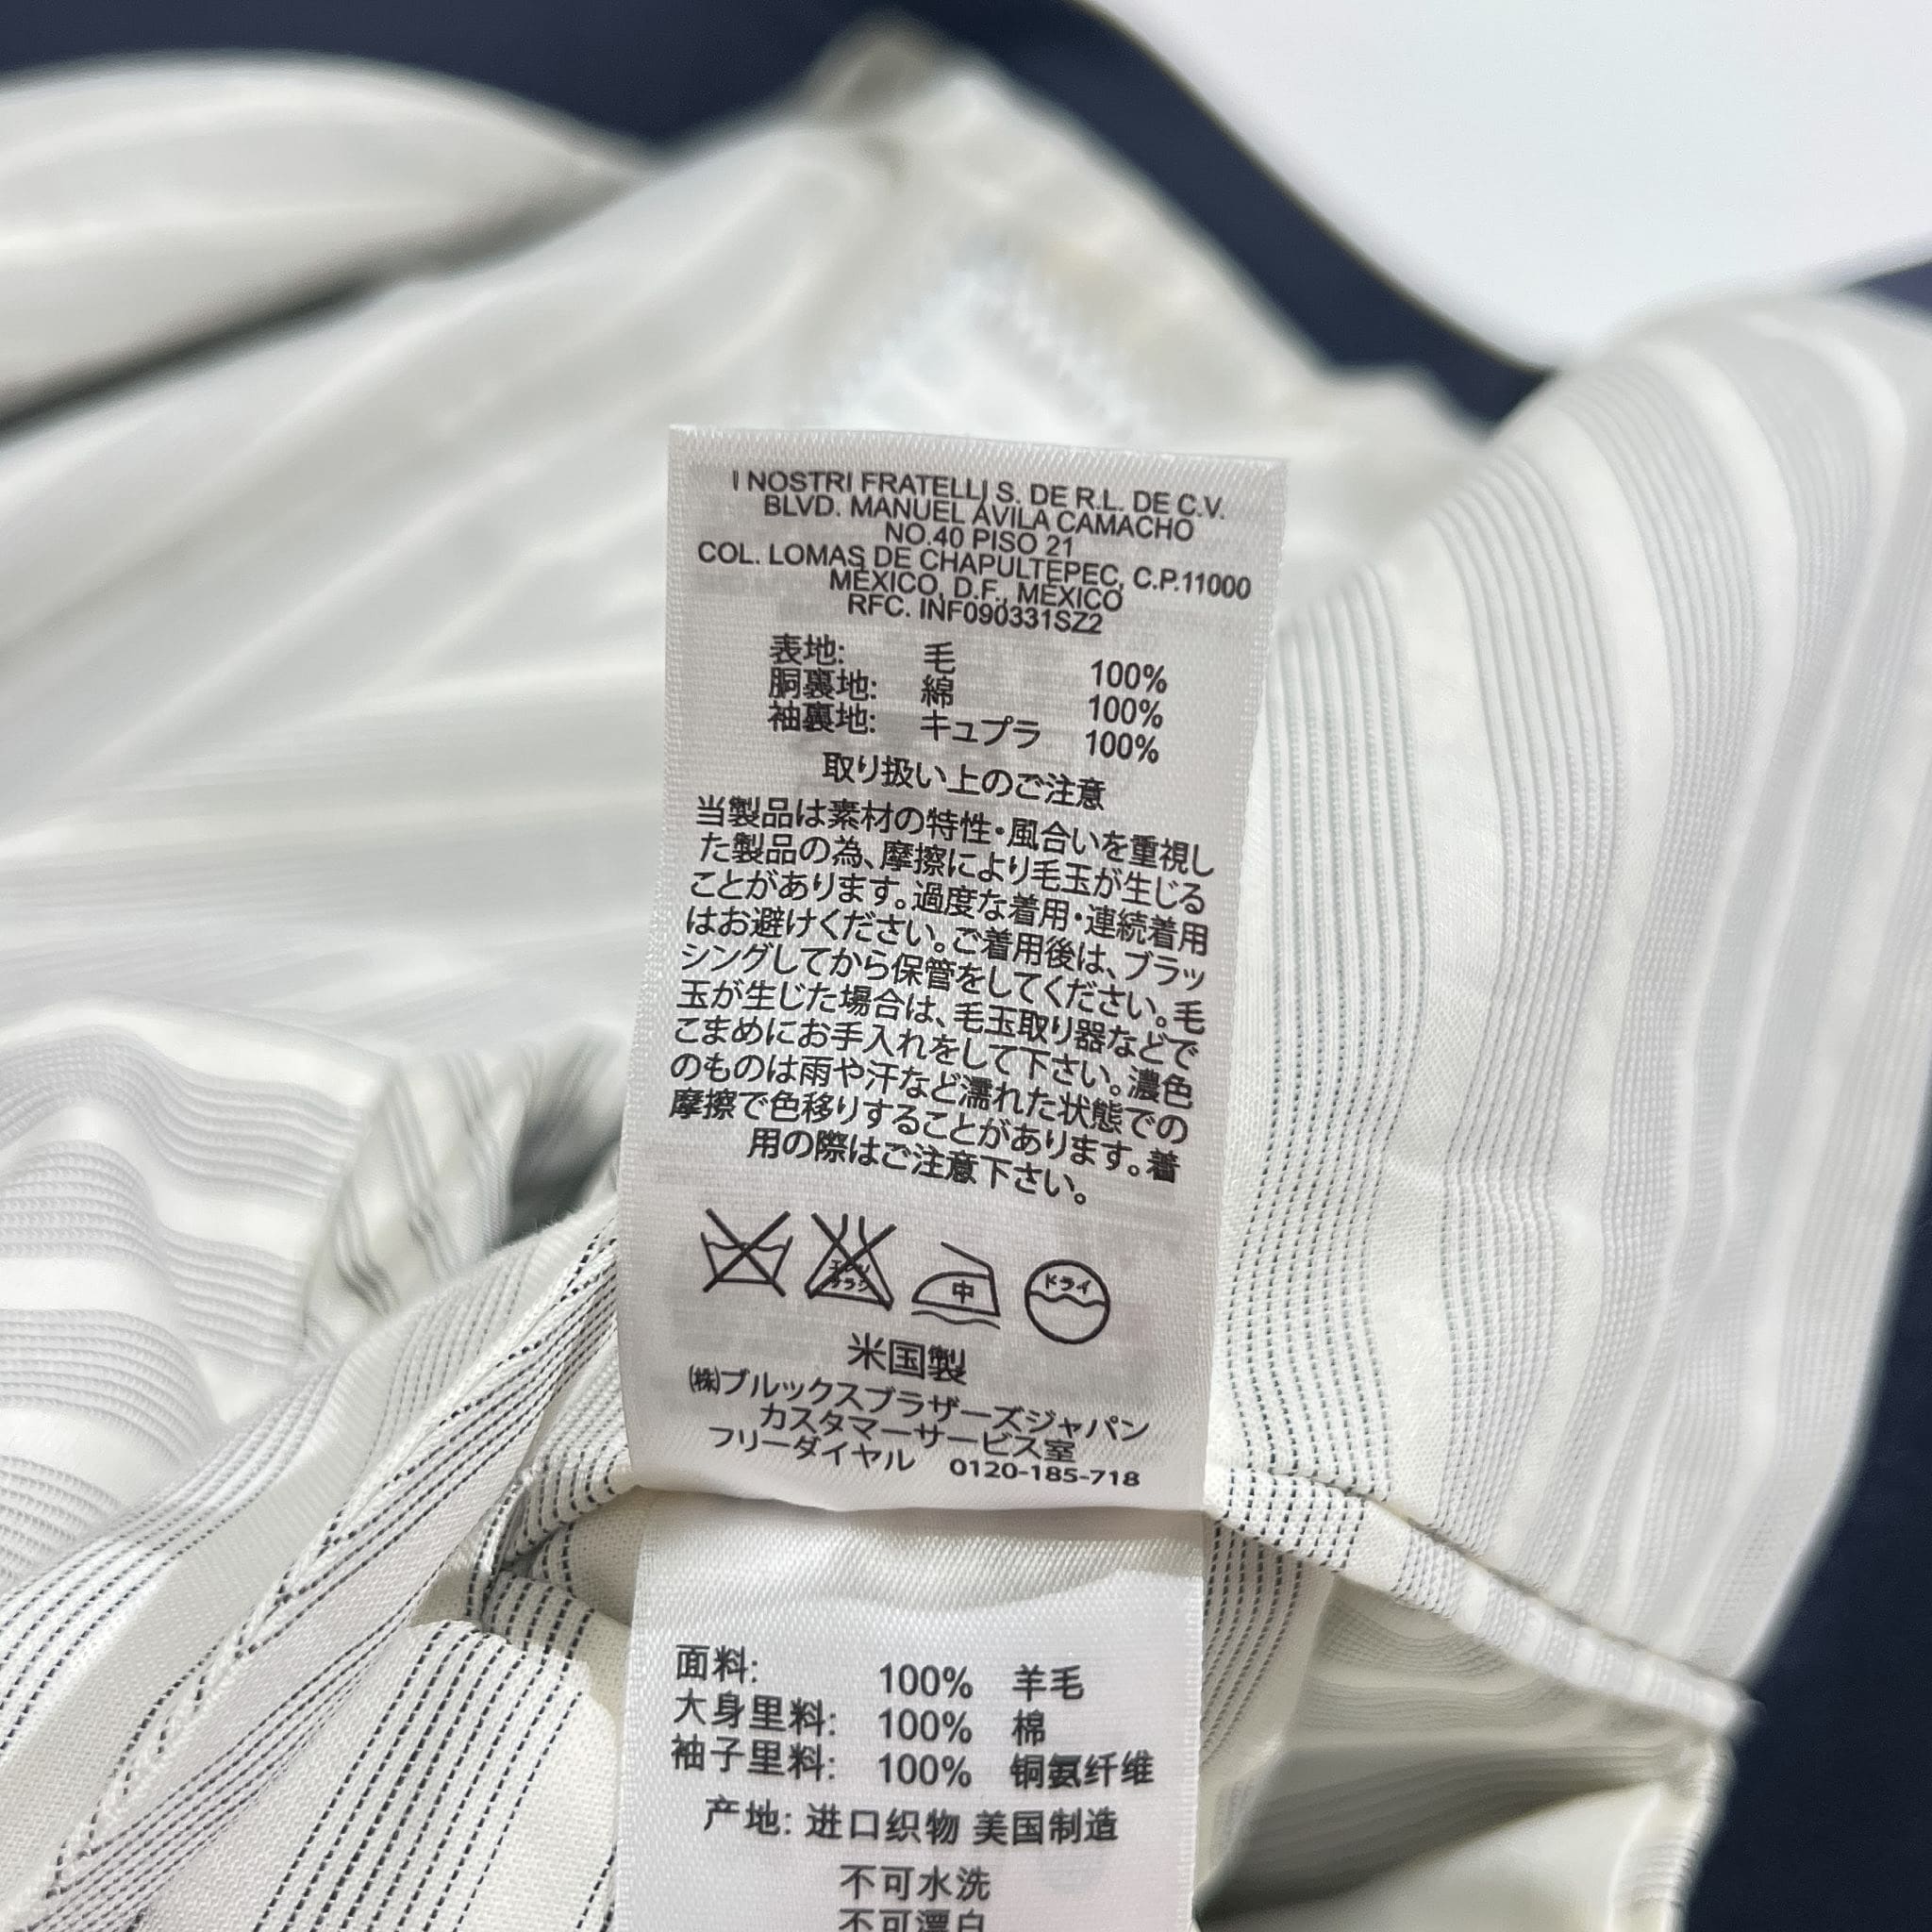 I NOSTRI FRATELLI S. DE R.L. DE C.V.
BLVD. MANUEL ÁVILA CAMACHO
NO.40 PISO 21
COL. LOMAS DE CHAPULTEPEC, C.P.11000
MÉXICO, D.F., MÉXICO
RFC. INF090331SZ2
表地: 毛 100%
胴裏地: 綿 100%
袖裏地: キュプラ 100%
取り扱い上のご注意
当製品は素材の特性・風合いを重視し
た製品の為、摩擦により毛玉が生じる
ことがあります。過度な着用・連続着用
はお避けください。ご着用後は、ブラッ
シングしてから保管をしてください。毛
玉が生じた場合は、毛玉取り器などで
こまめにお手入れをして下さい。濃色
のものは雨や汗など濡れた状態での
摩擦で色移りすることがあります。着
用の際はご注意下さい。
エンソ
サラシ
中
ドライ
米国製
㈱ブルックスブラザーズジャパン
カスタマーサービス室
フリーダイヤル 0120-185-718
面料: 100% 羊毛
大身里料: 100% 棉
袖子里料: 100% 铜氨纤维
产地: 进口织物 美国制造
不可水洗
不可漂白